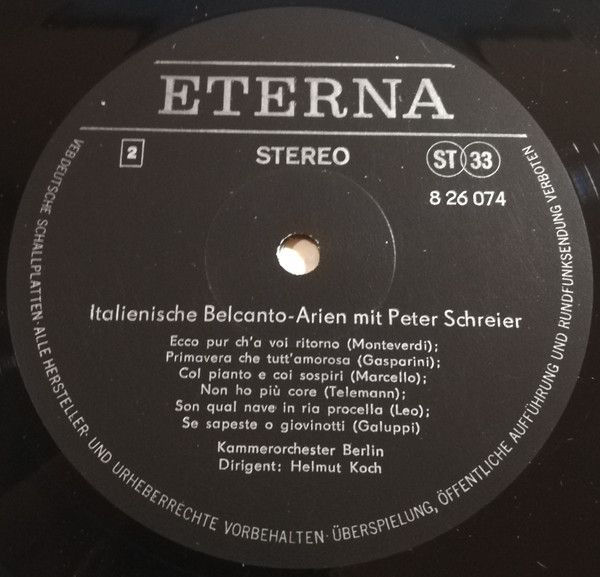 ETERNA
2
STEREO
ST 33
8 26 074
Italienische Belcanto-Arien mit Peter Schreier
Ecco pur ch'a voi ritorno (Monteverdi);
Primavera che tutt'amorosa (Gasparini);
Col pianto e coi sospiri (Marcello);
Non ho più core (Telemann);
Son qual nave in ria procella (Leo);
Se sapeste o giovinotti (Galuppi)
Kammerorchester Berlin
Dirigent: Helmut Koch
VEB DEUTSCHE SCHALLPLATTEN · ALLE HERSTELLER- UND URHEBERRECHTE VORBEHALTEN · ÜBERSPIELUNG, ÖFFENTLICHE AUFFÜHRUNG UND RUNDFUNKSENDUNG VERBOTEN